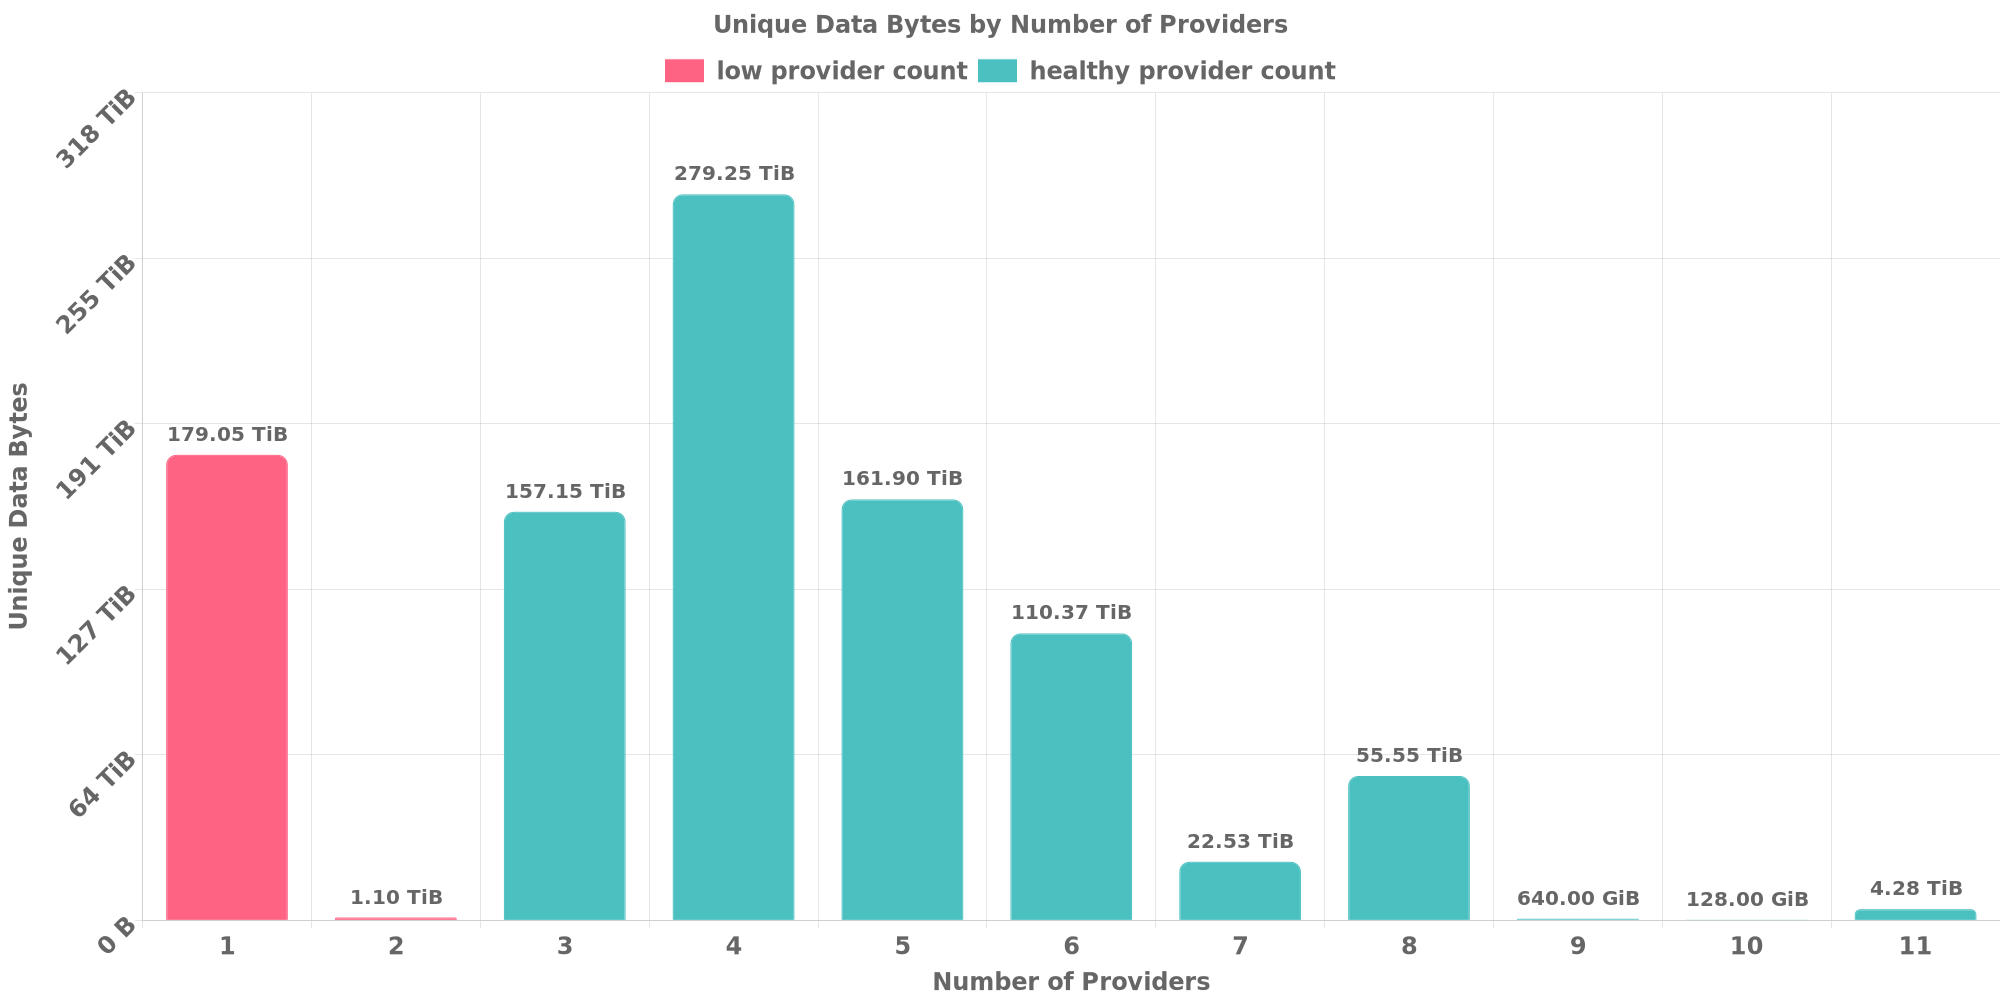 Unique Data Bytes by Number of Providers
low provider count healthy provider count
318 TiB
255 TiB
191 TiB
127 TiB
64 TiB
0 B
Unique Data Bytes
179.05 TiB
1.10 TiB
157.15 TiB
279.25 TiB
161.90 TiB
110.37 TiB
22.53 TiB
55.55 TiB
640.00 GiB
128.00 GiB
4.28 TiB
1 2 3 4 5 6 7 8 9 10 11
Number of Providers